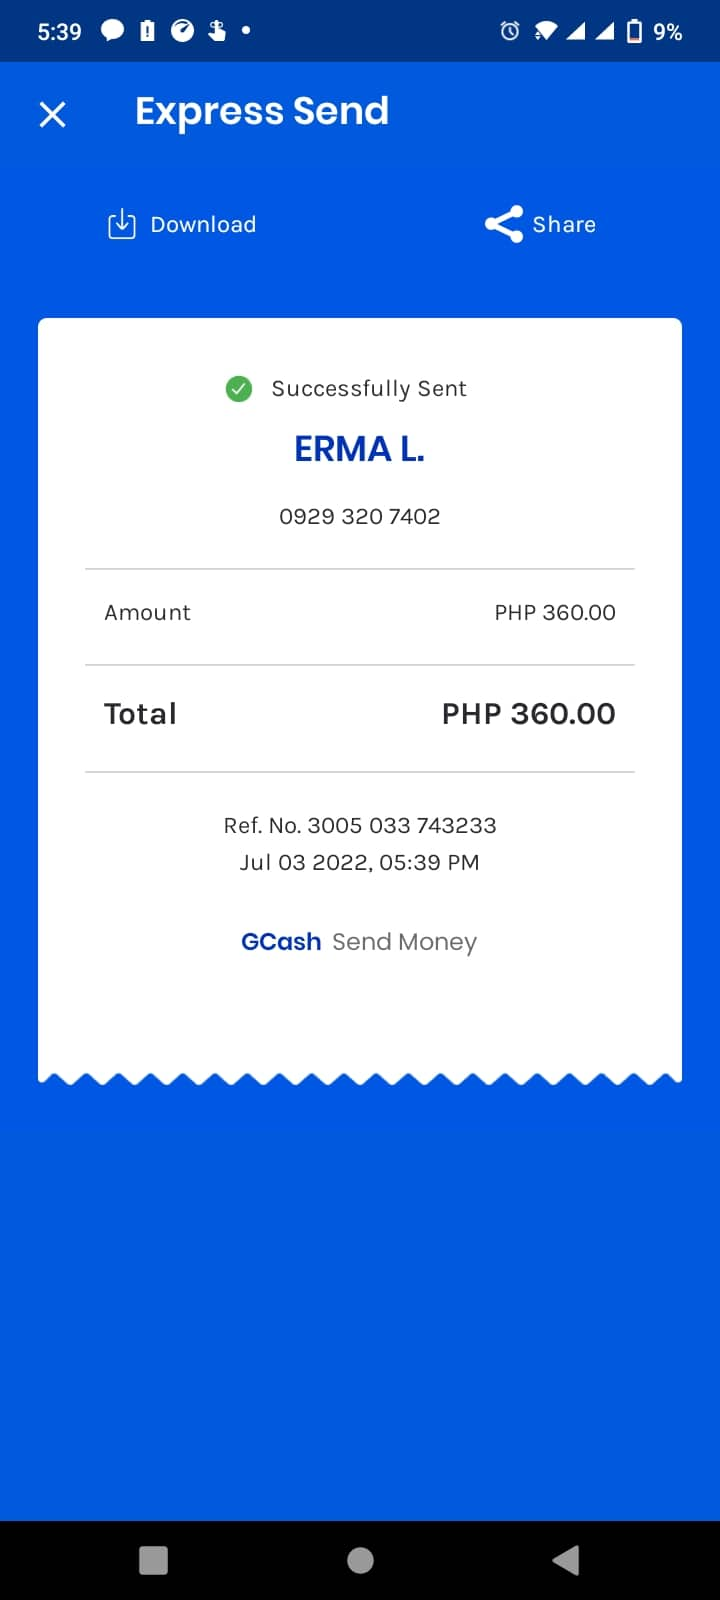 5:39 9%
Express Send
Download Share
Successfully Sent
ERMA L.
0929 320 7402
Amount PHP 360.00
Total PHP 360.00
Ref. No. 3005 033 743233
Jul 03 2022, 05:39 PM
GCash Send Money